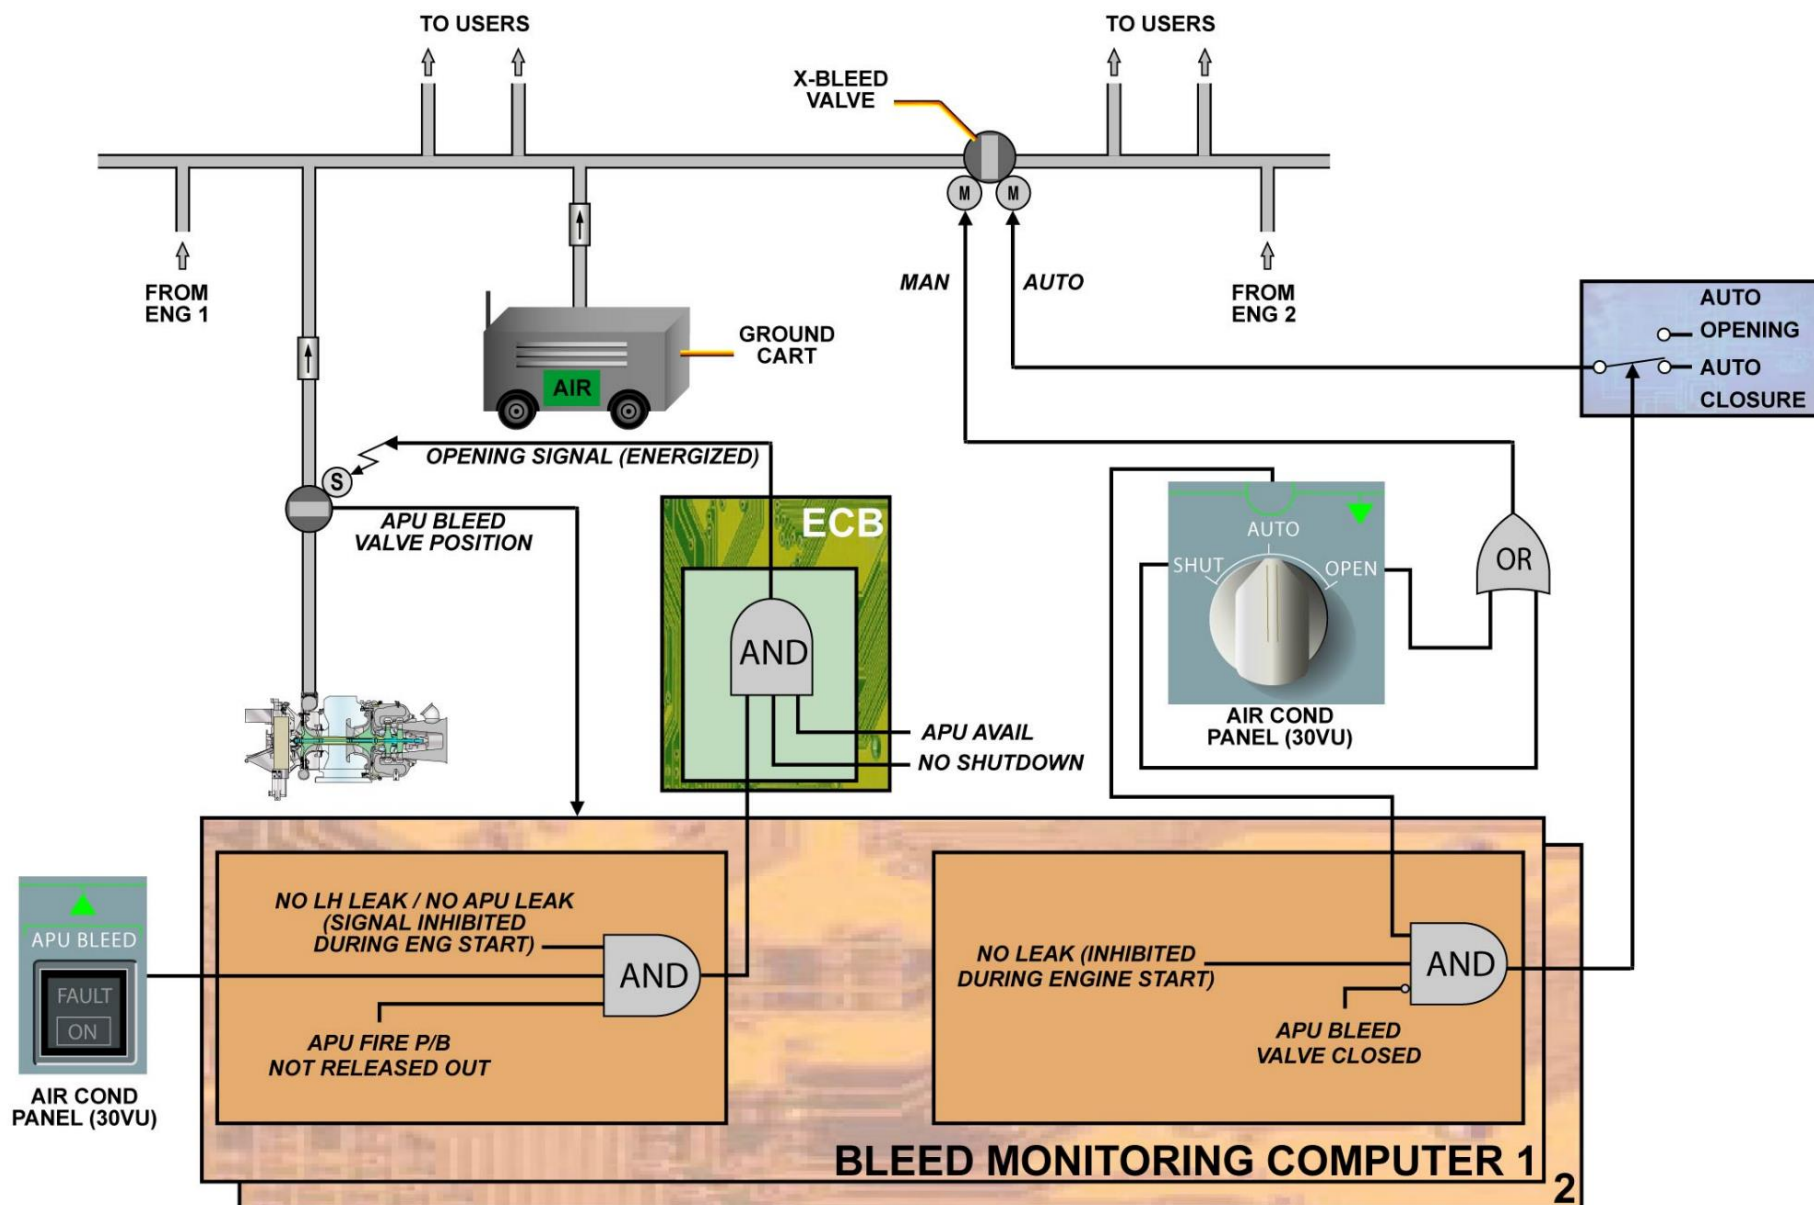 TO USERS
TO USERS
X-BLEED
VALVE
M
M
MAN
AUTO
FROM
ENG 1
FROM
ENG 2
GROUND
CART
AIR
AUTO
OPENING
AUTO
CLOSURE
OPENING SIGNAL (ENERGIZED)
S
APU BLEED
VALVE POSITION
ECB
AND
APU AVAIL
NO SHUTDOWN
AUTO
SHUT
OPEN
OR
AIR COND
PANEL (30VU)
APU BLEED
FAULT
ON
AIR COND
PANEL (30VU)
NO LH LEAK / NO APU LEAK
(SIGNAL INHIBITED
DURING ENG START)
AND
APU FIRE P/B
NOT RELEASED OUT
NO LEAK (INHIBITED
DURING ENGINE START)
AND
APU BLEED
VALVE CLOSED
BLEED MONITORING COMPUTER 1
2